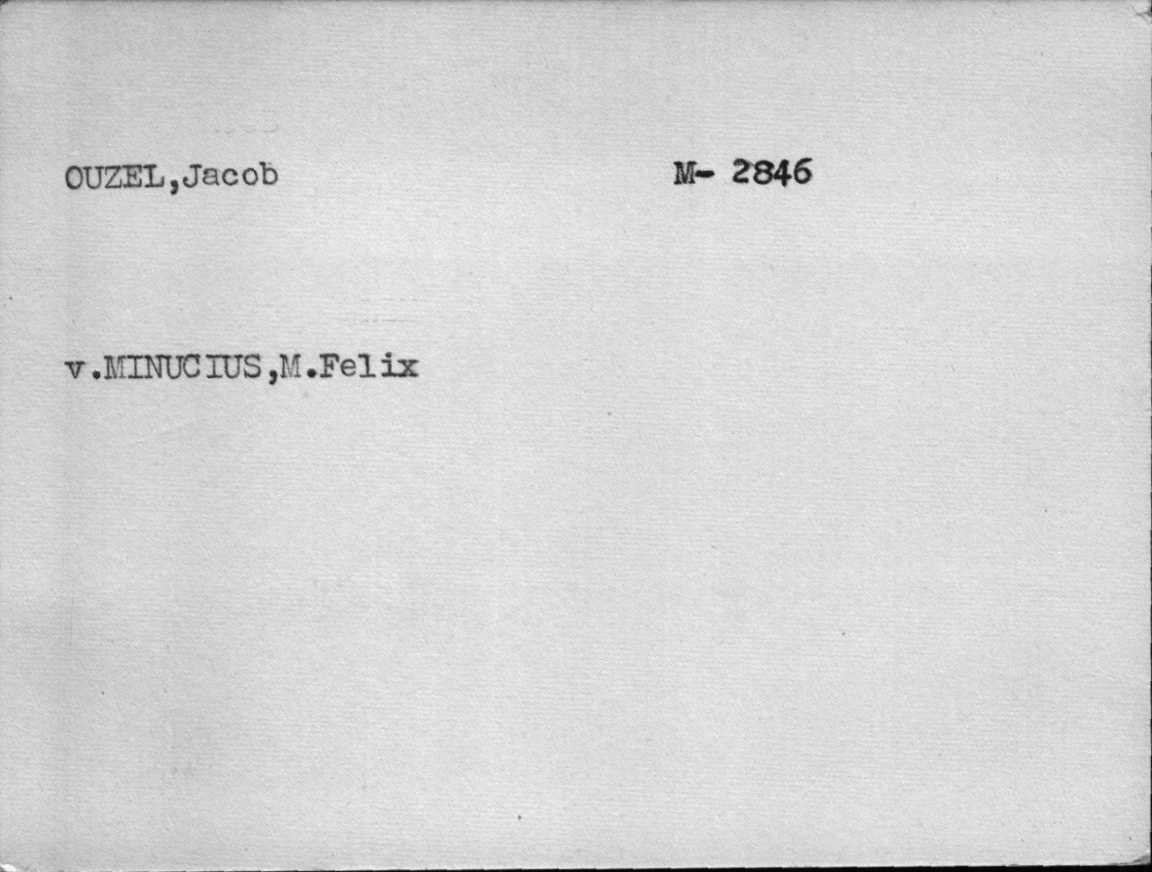 OUZEL,Jacob M- 2846
v.MINUCIUS,M.Felix